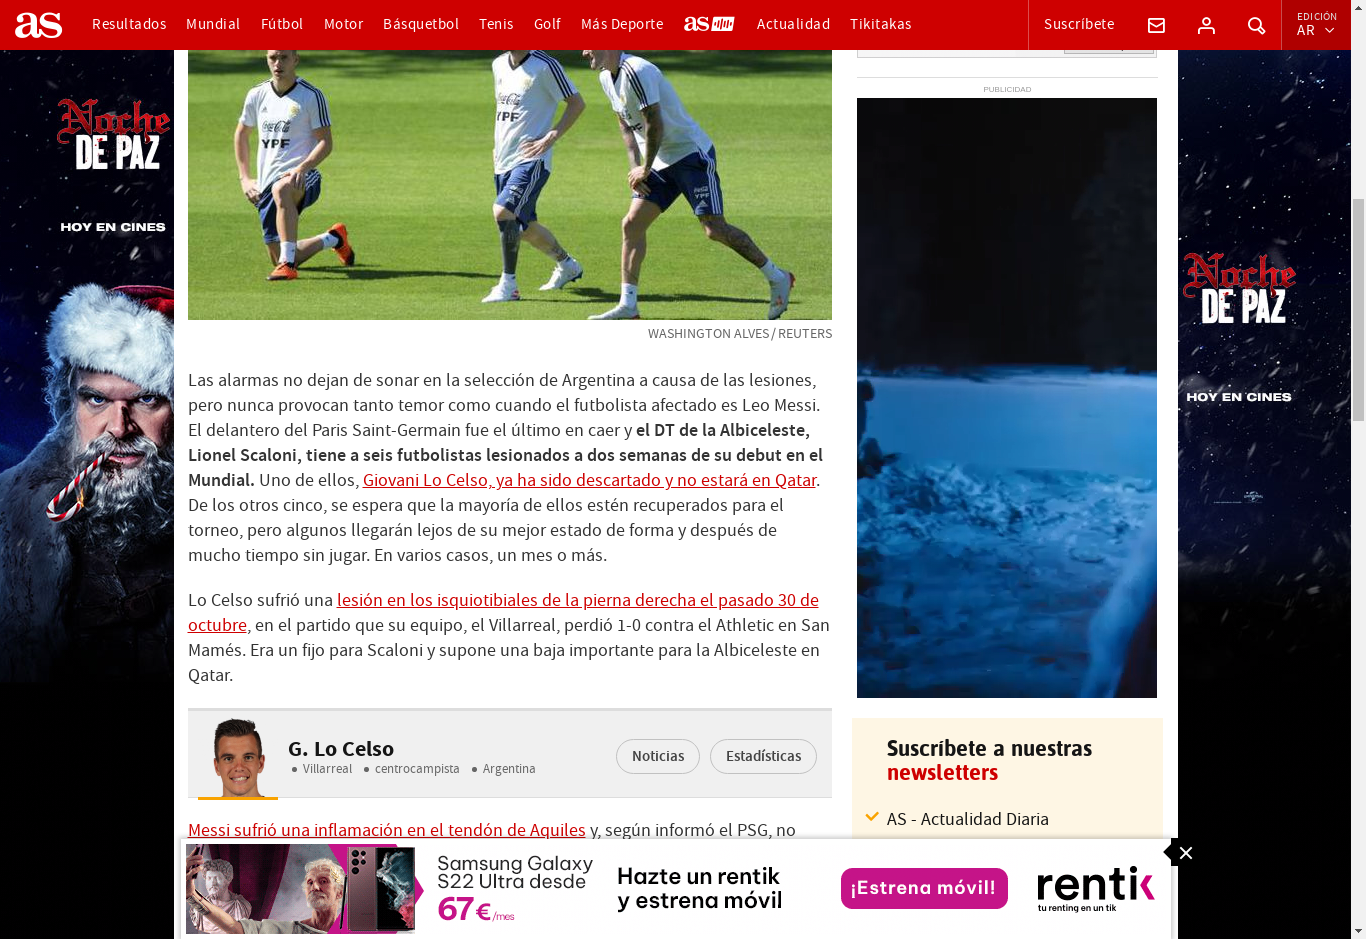 as
Resultados
Mundial
Fútbol
Motor
Básquetbol
Tenis
Golf
Más Deporte
as
Actualidad
Tikitakas
Suscríbete
EDICIÓN
AR
Noche
DE PAZ
HOY EN CINES
YPF
YPF
YPF
WASHINGTON ALVES / REUTERS
Las alarmas no dejan de sonar en la selección de Argentina a causa de las lesiones,
pero nunca provocan tanto temor como cuando el futbolista afectado es Leo Messi.
El delantero del Paris Saint-Germain fue el último en caer y el DT de la Albiceleste,
Lionel Scaloni, tiene a seis futbolistas lesionados a dos semanas de su debut en el
Mundial. Uno de ellos, Giovani Lo Celso, ya ha sido descartado y no estará en Qatar.
De los otros cinco, se espera que la mayoría de ellos estén recuperados para el
torneo, pero algunos llegarán lejos de su mejor estado de forma y después de
mucho tiempo sin jugar. En varios casos, un mes o más.
Lo Celso sufrió una lesión en los isquiotibiales de la pierna derecha el pasado 30 de
octubre, en el partido que su equipo, el Villarreal, perdió 1-0 contra el Athletic en San
Mamés. Era un fijo para Scaloni y supone una baja importante para la Albiceleste en
Qatar.
G. Lo Celso
Villarreal
centrocampista
Argentina
Noticias
Estadísticas
Messi sufrió una inflamación en el tendón de Aquiles y, según informó el PSG, no
PUBLICIDAD
Suscríbete a nuestras
newsletters
AS - Actualidad Diaria
Noche
DE PAZ
HOY EN CINES
Samsung Galaxy
S22 Ultra desde
67€/mes
Hazte un rentik
y estrena móvil
¡Estrena móvil!
rentik
tu renting en un tik